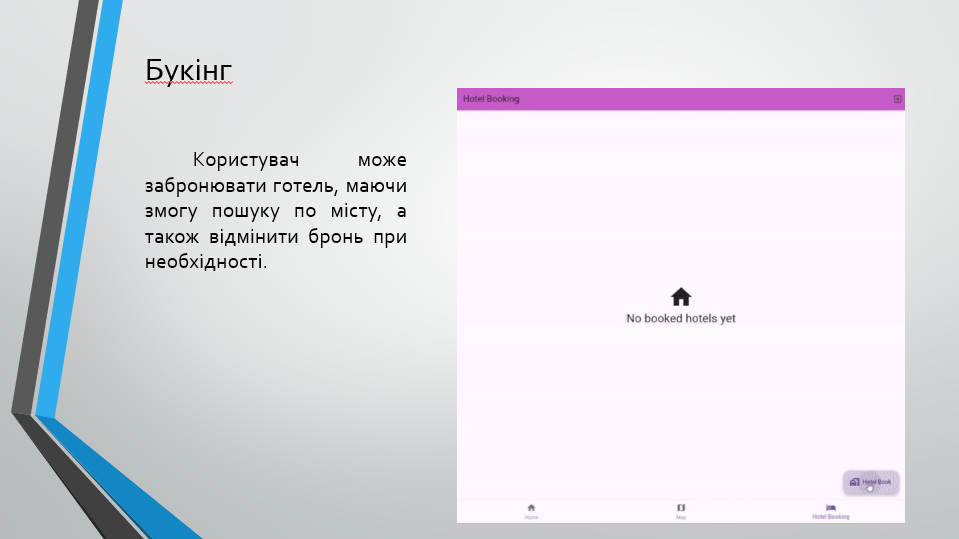 Букінг
Користувач може
забронювати готель, маючи
змогу пошуку по місту, а
також відмінити бронь при
необхідності.
Hotel Booking
No booked hotels yet
Hotel Book
Home
Map
Hotel Booking